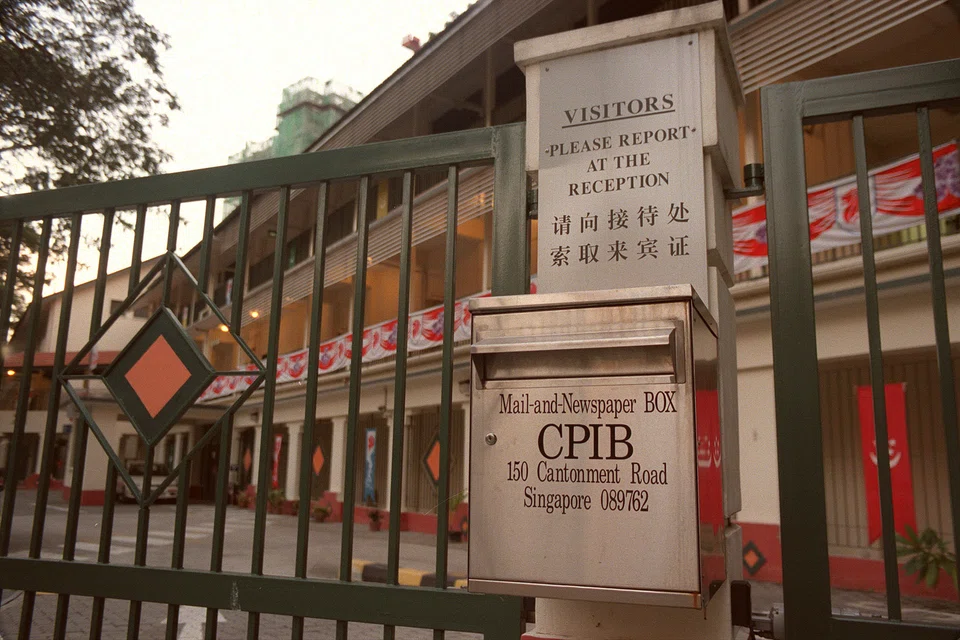 VISITORS
PLEASE REPORT
AT THE
RECEPTION
请向接待处
索取来宾证
Mail-and-Newspaper BOX
CPIB
150 Cantonment Road
Singapore 089762